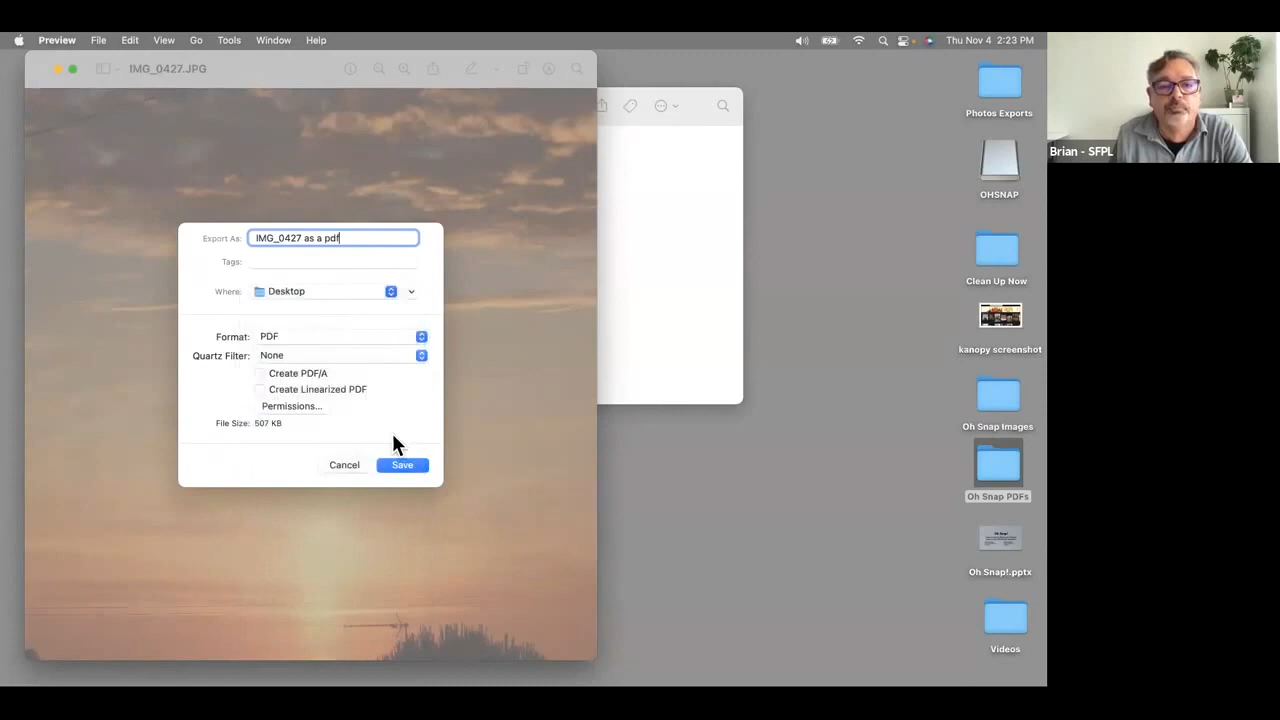 Preview File Edit View Go Tools Window Help
Thu Nov 4 2:23 PM
IMG_0427.JPG
Export As: IMG_0427 as a pdf
Tags:
Where: Desktop
Format: PDF
Quartz Filter: None
Create PDF/A
Create Linearized PDF
Permissions...
File Size: 507 KB
Cancel Save
Photos Exports
OHSNAP
Clean Up Now
kanopy screenshot
Oh Snap Images
Oh Snap PDFs
Oh Snap!
Oh Snap!.pptx
Videos
Brian - SFPL